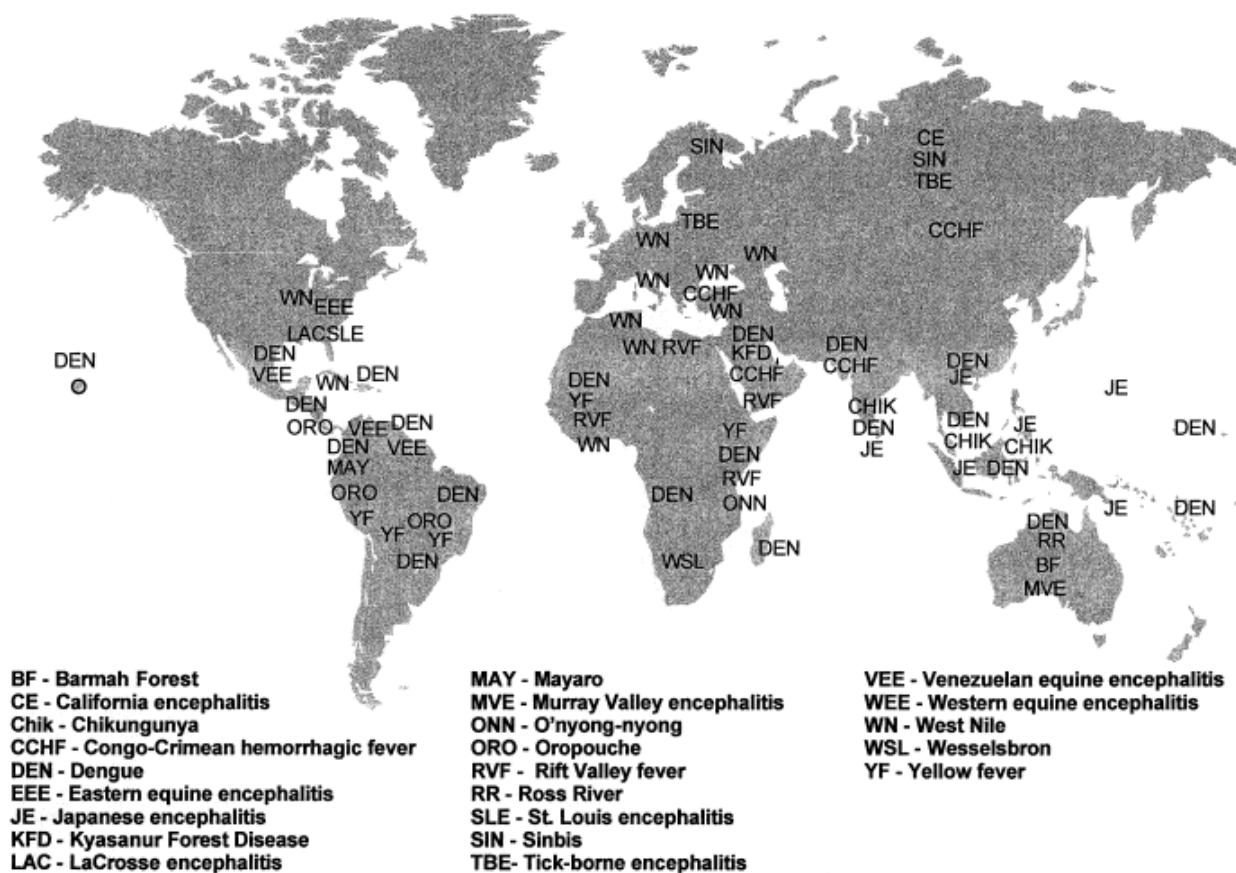 CE
SIN
SIN
TBE
TBE
CCHF
WN
WN
WN
WN
CCHF
WN
EEE
WN
WN
LACSLE
DEN
WN
RVF
DEN
DEN
DEN
KFD
CCHF
DEN
CCHF
DEN
JE
VEE
WN
DEN
DEN
YF
JE
DEN
RVF
CHIK
ORO
VEE
DEN
RVF
YF
DEN
DEN
JE
DEN
DEN
VEE
WN
DEN
JE
CHIK
CHIK
MAY
RVF
JE
DEN
ORO
DEN
DEN
ONN
JE
DEN
YF
ORO
YF
YF
DEN
DEN
RR
DEN
WSL
BF
MVE
BF - Barmah Forest
CE - California encephalitis
Chik - Chikungunya
CCHF - Congo-Crimean hemorrhagic fever
DEN - Dengue
EEE - Eastern equine encephalitis
JE - Japanese encephalitis
KFD - Kyasanur Forest Disease
LAC - LaCrosse encephalitis
MAY - Mayaro
MVE - Murray Valley encephalitis
ONN - O'nyong-nyong
ORO - Oropouche
RVF - Rift Valley fever
RR - Ross River
SLE - St. Louis encephalitis
SIN - Sinbis
TBE- Tick-borne encephalitis
VEE - Venezuelan equine encephalitis
WEE - Western equine encephalitis
WN - West Nile
WSL - Wesselsbron
YF - Yellow fever